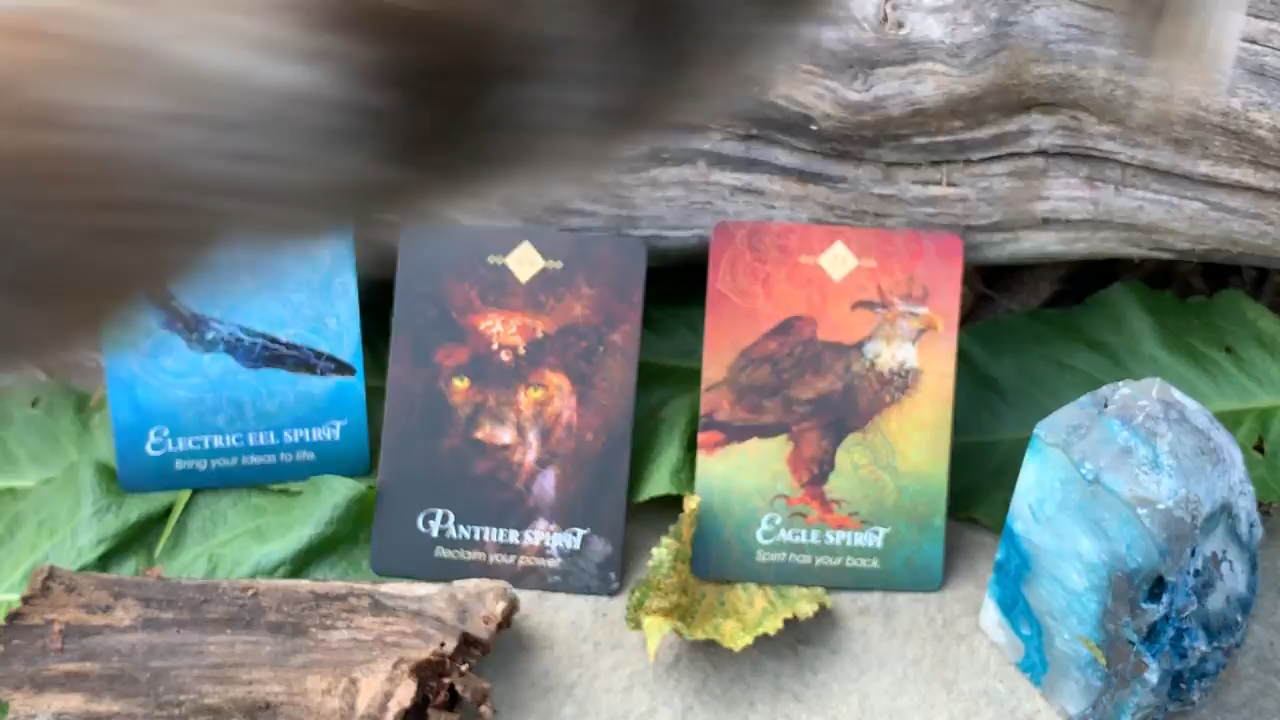 ELECTRIC EEL SPIRIT
Bring your ideas to life.
PANTHER SPIRIT
Reclaim your power.
EAGLE SPIRIT
Spirit has your back.